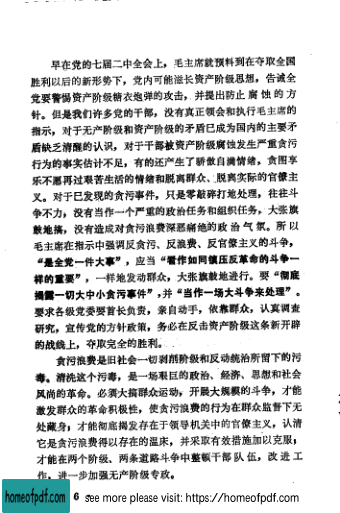 早在党的七届二中全会上，毛主席就预料到在夺取全国
胜利以后的新形势下，党内可能滋长资产阶级思想，告诫全
党要警惕资产阶级糖衣炮弹的攻击，并提出防止腐蚀的方
针。但是我们许多党的干部，没有真正领会和执行毛主席的
指示，对于无产阶级和资产阶级的矛盾已成为国内的主要矛
盾缺乏清醒的认识，对于干部被资产阶级腐蚀发生严重贪污
行为的事实估计不足，有的还产生了骄傲自满情绪，贪图享
乐不愿再过艰苦生活的情绪和脱离群众、脱离实际的官僚主
义。对于已发现的贪污事件，只是零敲碎打地处理，往往斗
争不力，没有当作一个严重的政治任务和组织任务，大张旗
鼓地搞，没有造成对贪污浪费深恶痛绝的政治气氛。所以
毛主席在指示中强调反贪污、反浪费、反官僚主义的斗争，
“是全党一件大事”，应当“看作如同镇压反革命的斗争一
样的重要”，一样地发动群众，大张旗鼓地进行。要“彻底
揭露一切大中小贪污事件”，并“当作一场大斗争来处理”。
要求各级党委要首长负责，亲自动手，依靠群众，认真调查
研究，宣传党的方针政策，务必在反击资产阶级这条新开辟
的战线上，夺取完全的胜利。
贪污浪费是旧社会一切剥削阶级和反动统治所留下的污
毒。清洗这个污毒，是一场艰巨的政治、经济、思想和社会
风尚的革命。必须大搞群众运动，开展大规模的斗争，才能
激发群众的革命积极性，使贪污浪费的行为在群众监督下无
处藏身；才能彻底揭发存在于领导机关中的官僚主义，认清
它是贪污浪费得以存在的温床，并采取有效措施加以克服；
才能在两个阶级、两条道路斗争中整顿干部队伍，改进工
作，进一步加强无产阶级专政。
homeofpdf.com 6 see more please visit: https://homeofpdf.com